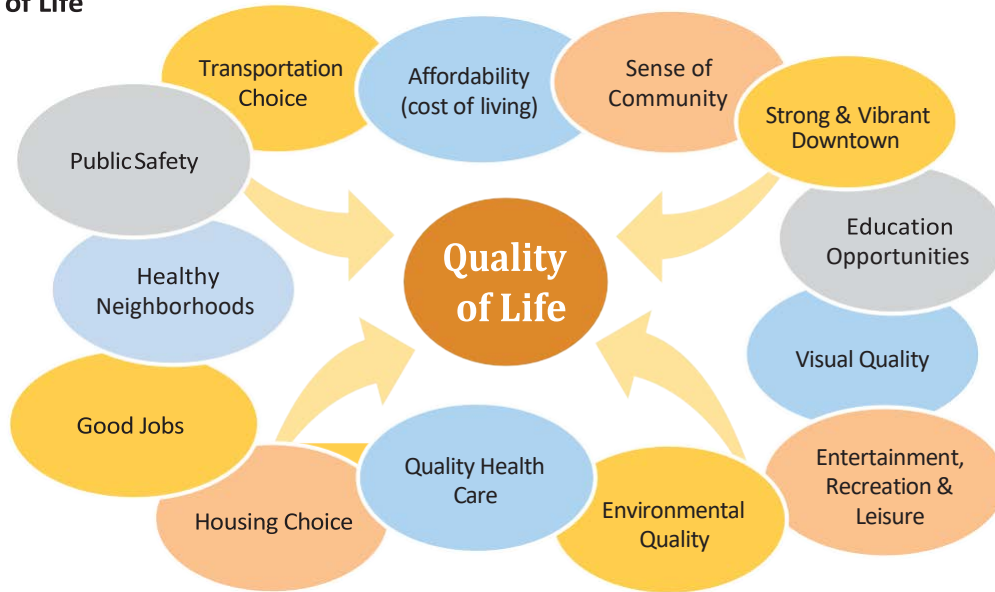 of Life
Transportation
Choice
Affordability
(cost of living)
Sense of
Community
Strong & Vibrant
Downtown
Public Safety
Education
Opportunities
Quality
of Life
Healthy
Neighborhoods
Visual Quality
Good Jobs
Entertainment,
Recreation &
Leisure
Quality Health
Care
Housing Choice
Environmental
Quality